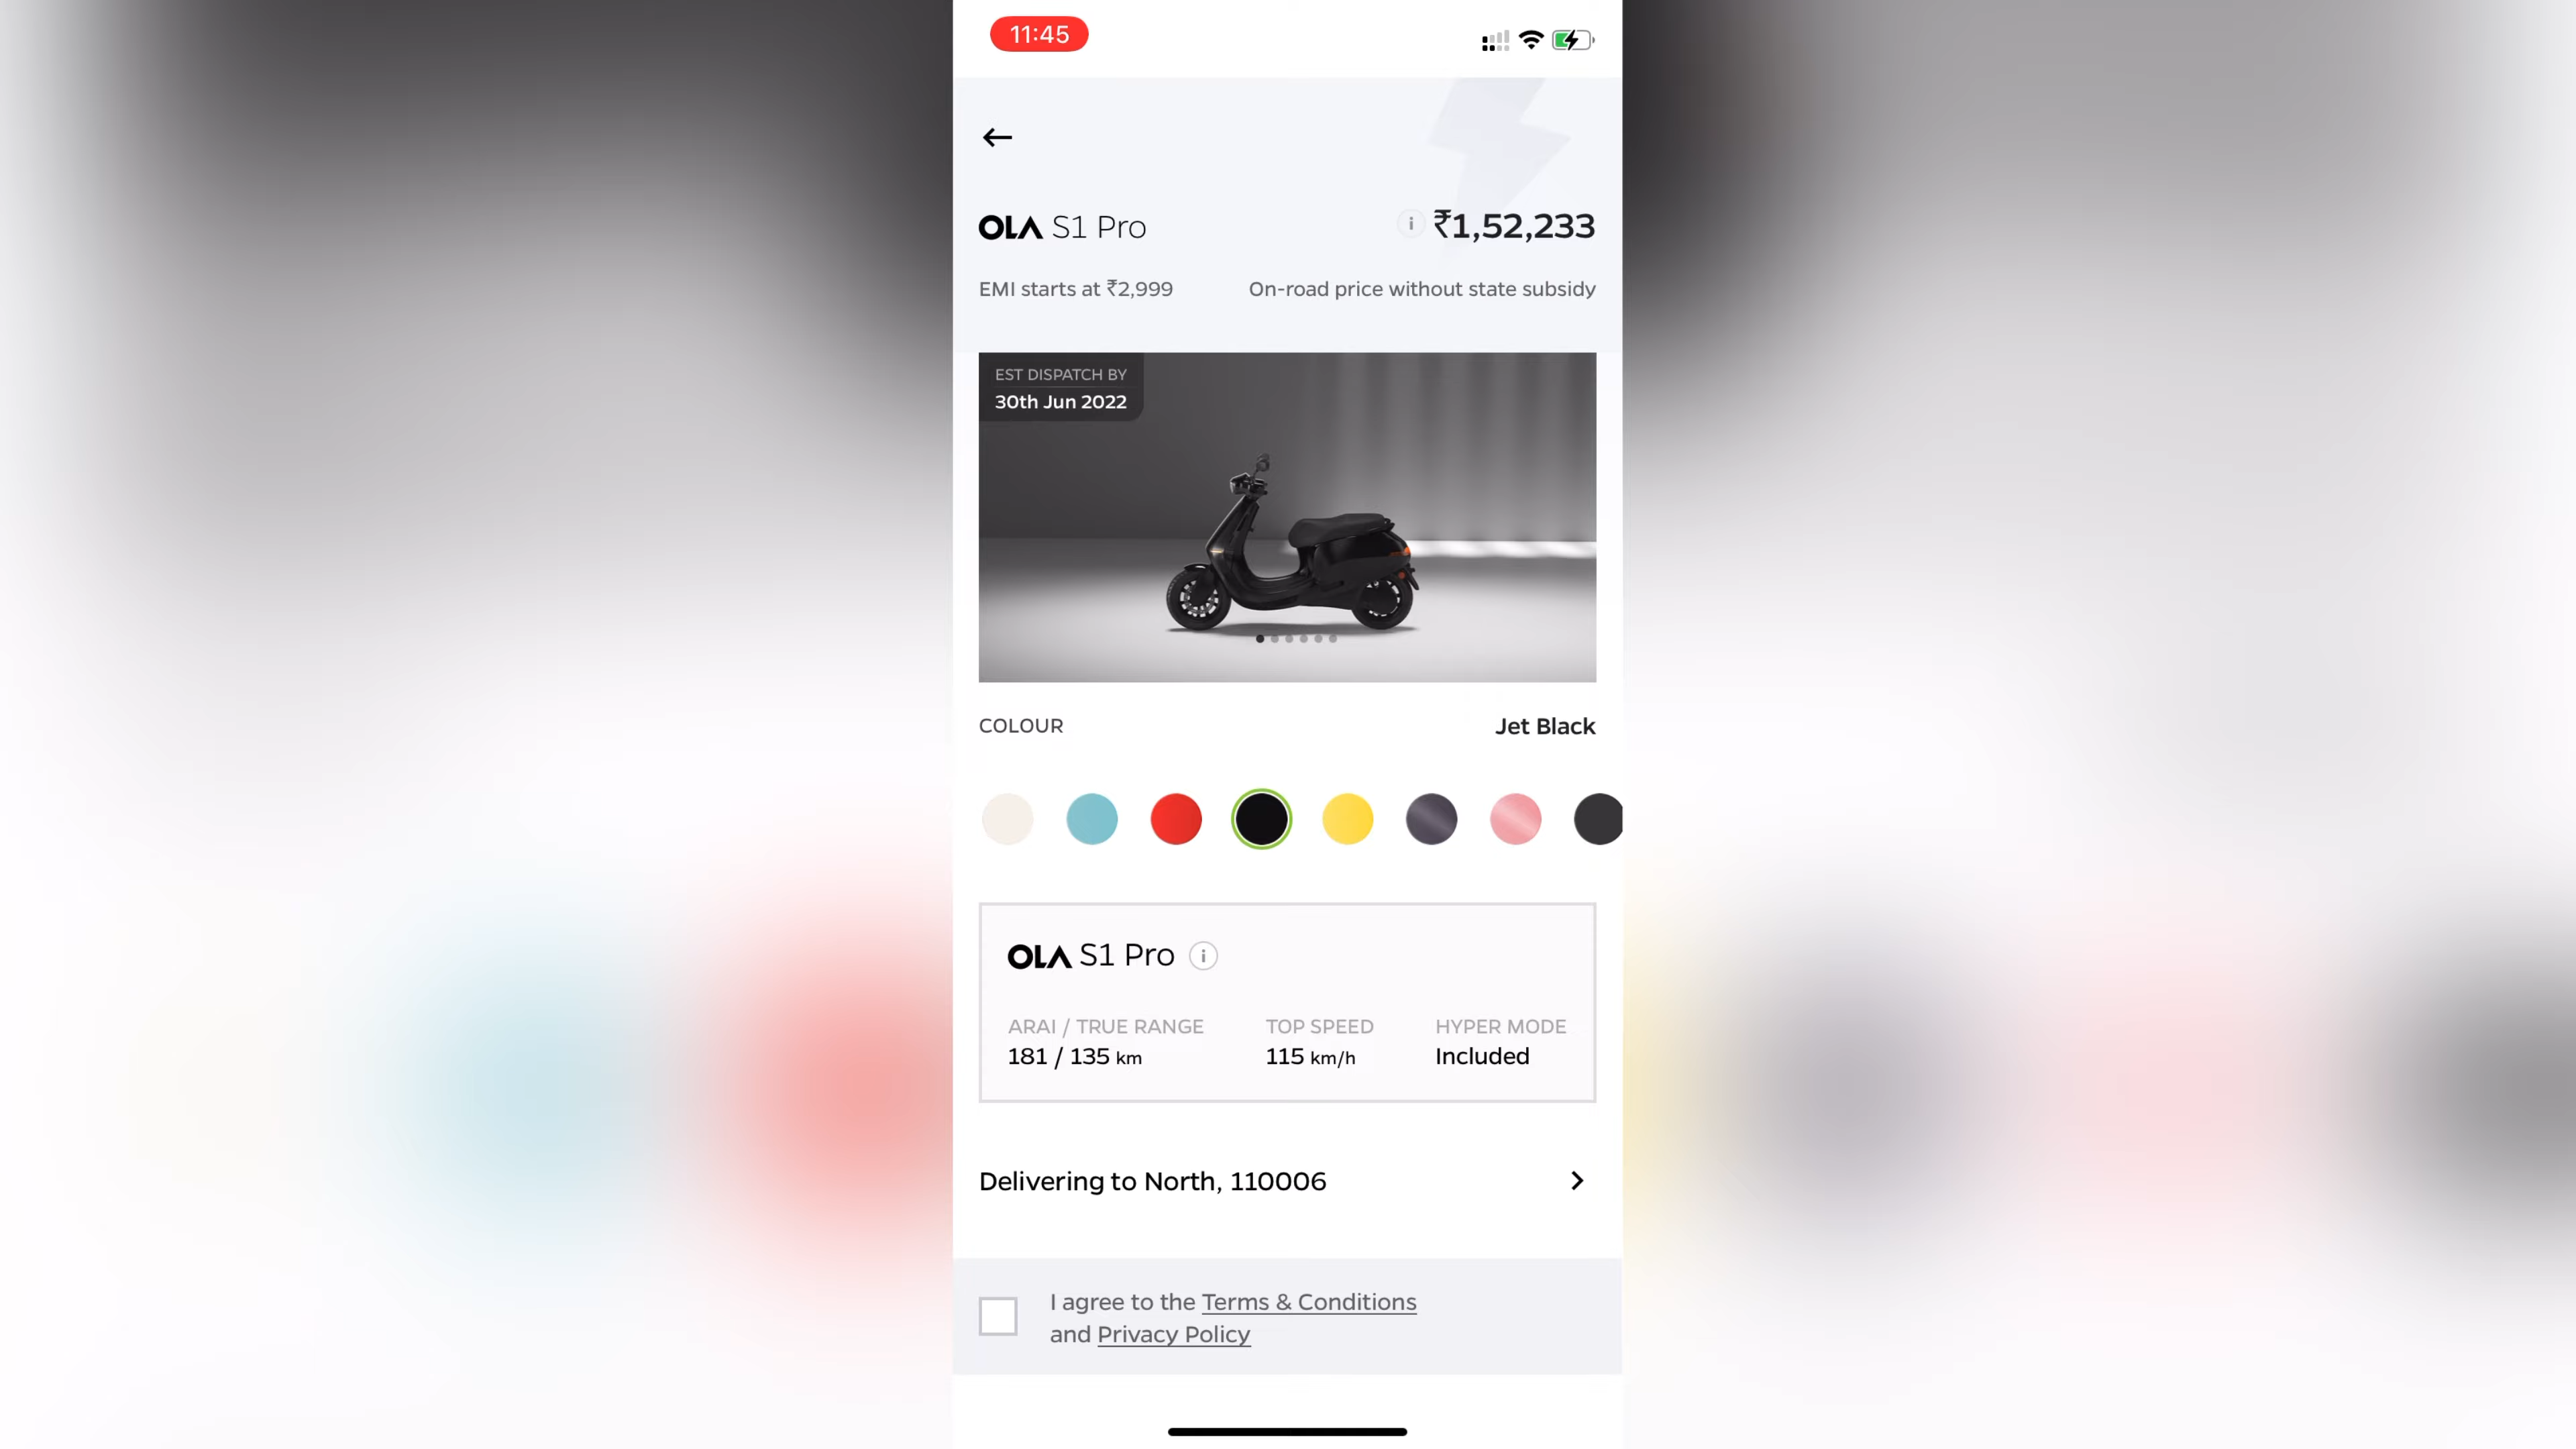 11:45
OLA S1 Pro
₹1,52,233
EMI starts at ₹2,999
On-road price without state subsidy
EST DISPATCH BY
30th Jun 2022
COLOUR
Jet Black
OLA S1 Pro
ARAI / TRUE RANGE
181 / 135 km
TOP SPEED
115 km/h
HYPER MODE
Included
Delivering to North, 110006
I agree to the Terms & Conditions
and Privacy Policy